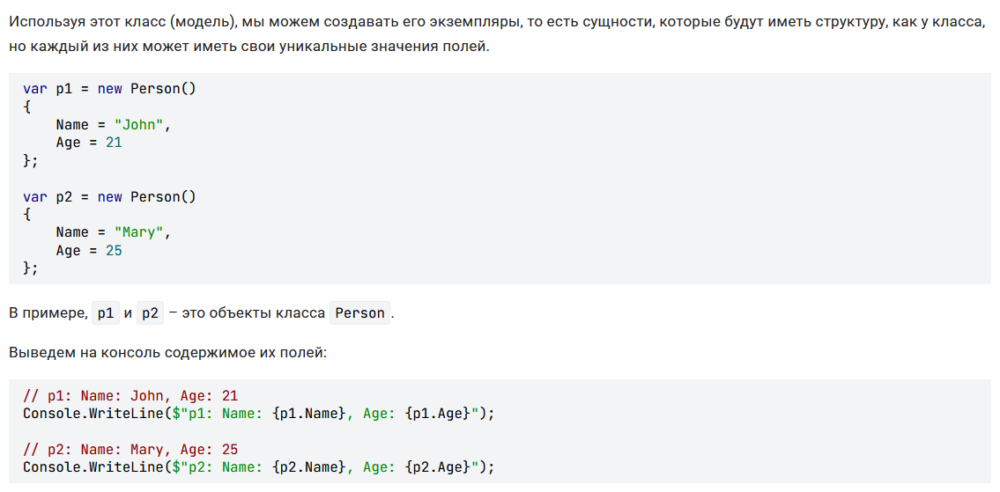 Используя этот класс (модель), мы можем создавать его экземпляры, то есть сущности, которые будут иметь структуру, как у класса,
но каждый из них может иметь свои уникальные значения полей.
var p1 = new Person()
{
    Name = "John",
    Age = 21
};

var p2 = new Person()
{
    Name = "Mary",
    Age = 25
};
В примере, p1 и p2 – это объекты класса Person.
Выведем на консоль содержимое их полей:
// p1: Name: John, Age: 21
Console.WriteLine($"p1: Name: {p1.Name}, Age: {p1.Age}");

// p2: Name: Mary, Age: 25
Console.WriteLine($"p2: Name: {p2.Name}, Age: {p2.Age}");